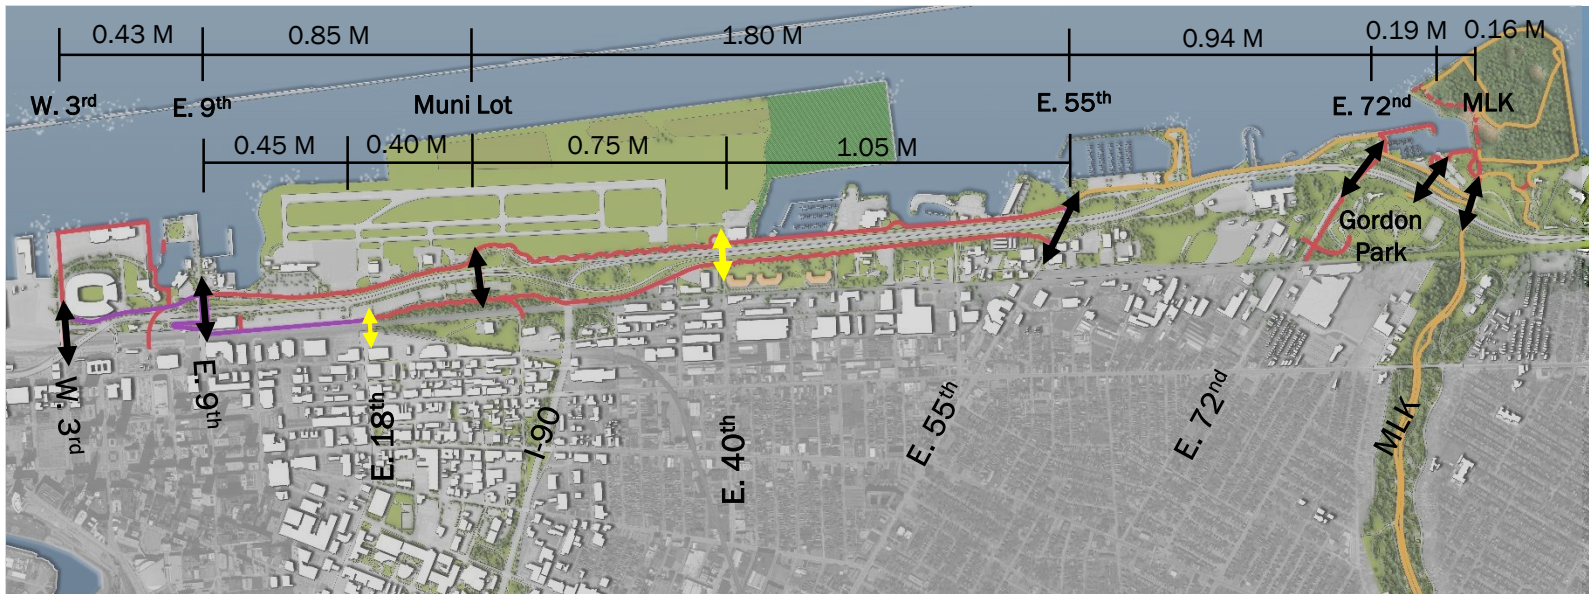 0.43 M
0.85 M
1.80 M
0.94 M
0.19 M
0.16 M
W. 3rd
E. 9th
Muni Lot
E. 55th
E. 72nd
MLK
0.45 M
0.40 M
0.75 M
1.05 M
Gordon
Park
W. 3rd
E. 9th
E. 18th
I-90
E. 40th
E. 55th
E. 72nd
MLK